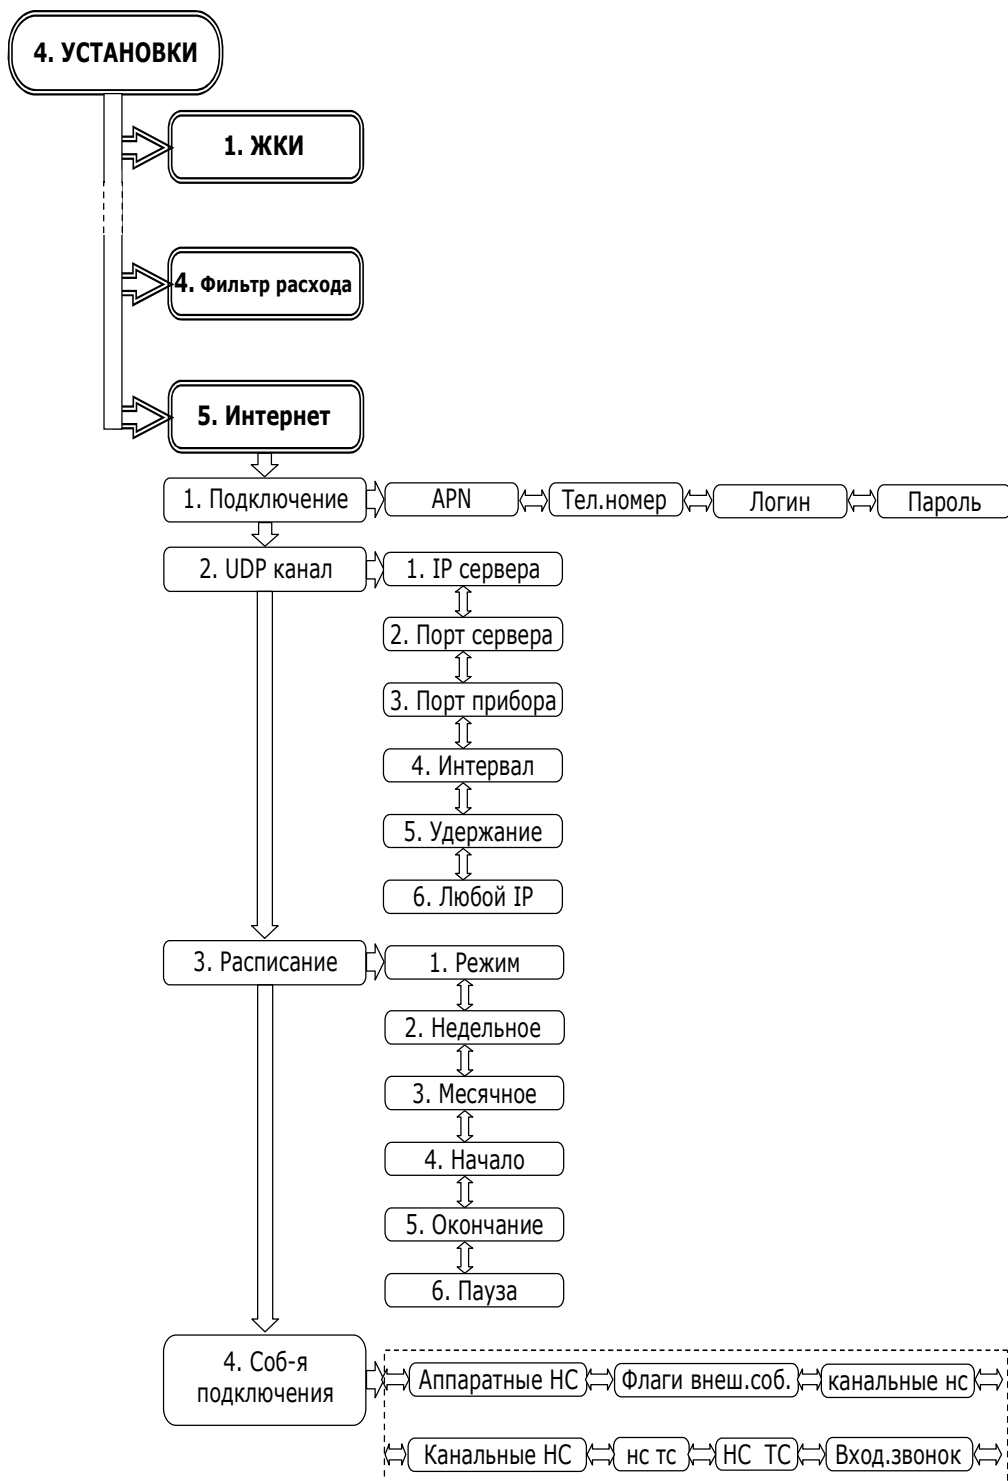 4. УСТАНОВКИ
1. ЖКИ
4. Фильтр расхода
5. Интернет
1. Подключение
APN
Тел.номер
Логин
Пароль
2. UDP канал
1. IP сервера
2. Порт сервера
3. Порт прибора
4. Интервал
5. Удержание
6. Любой IP
3. Расписание
1. Режим
2. Недельное
3. Месячное
4. Начало
5. Окончание
6. Пауза
4. Соб-я
подключения
Аппаратные НС
Флаги внеш.соб.
канальные нс
Канальные НС
нс тс
НС ТС
Вход.звонок